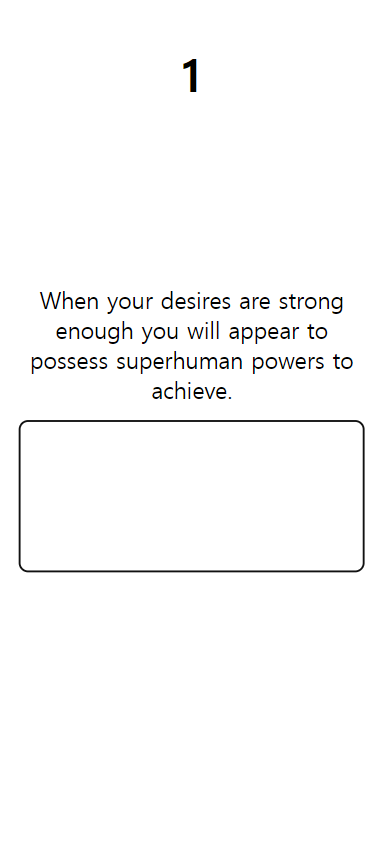 1
When your desires are strong
enough you will appear to
possess superhuman powers to
achieve.